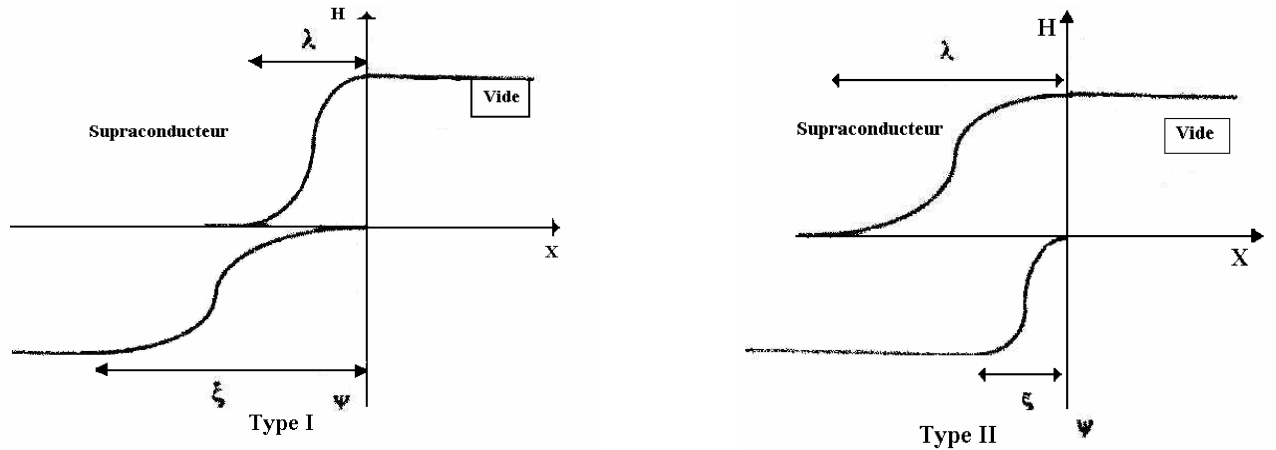 H
λ
Vide
Supraconducteur
X
ξ
Ψ
Type I
H
λ
Supraconducteur
Vide
X
ξ
Ψ
Type II